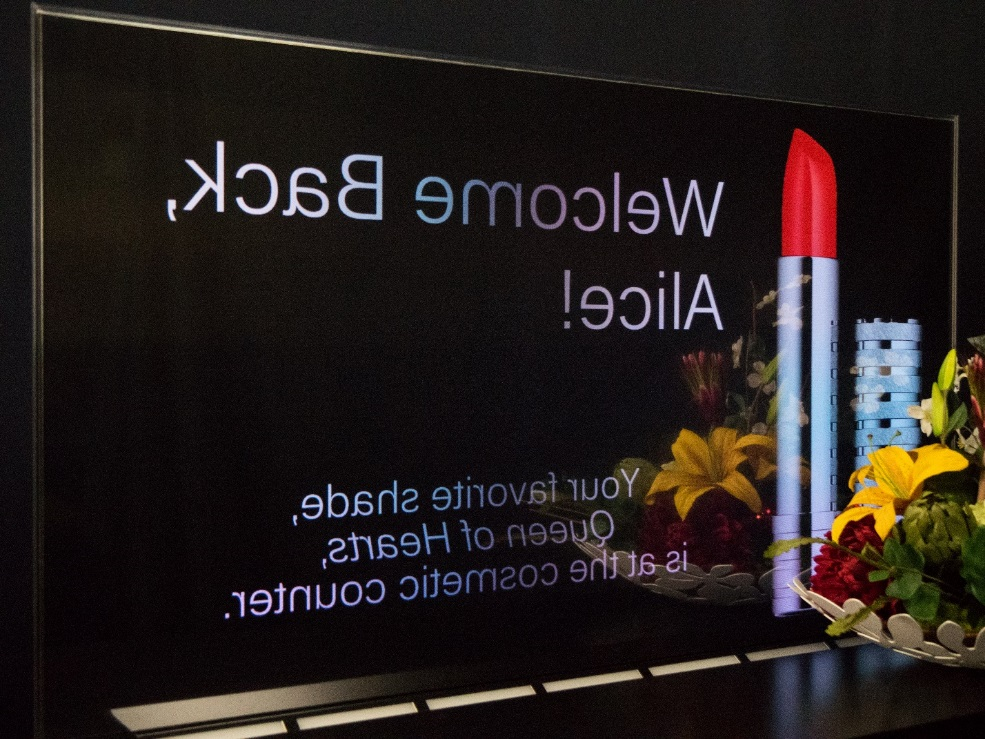 Welcome Back,
Alice!
Your favorite shade,
Queen of Hearts,
is at the cosmetic counter.